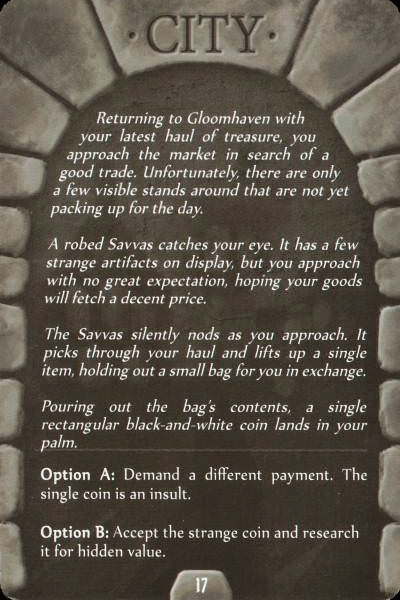 · CITY ·
Returning to Gloomhaven with
your latest haul of treasure, you
approach the market in search of a
good trade. Unfortunately, there are only
a few visible stands around that are not yet
packing up for the day.
A robed Savvas catches your eye. It has a few
strange artifacts on display, but you approach
with no great expectation, hoping your goods
will fetch a decent price.
The Savvas silently nods as you approach. It
picks through your haul and lifts up a single
item, holding out a small bag for you in exchange.
Pouring out the bag's contents, a single
rectangular black-and-white coin lands in your
palm.
Option A: Demand a different payment. The
single coin is an insult.
Option B: Accept the strange coin and research
it for hidden value.
17